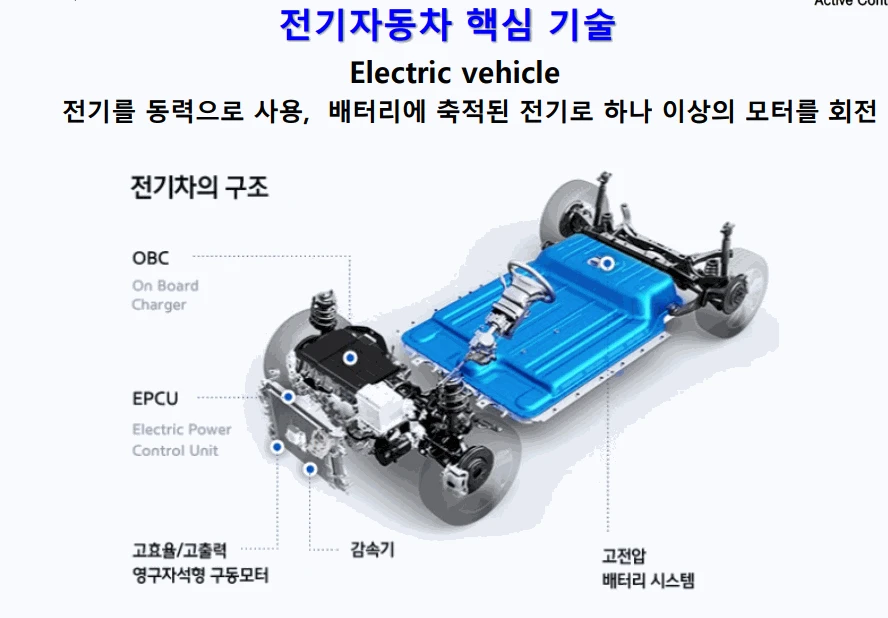 Active Cont
전기자동차 핵심 기술
Electric vehicle
전기를 동력으로 사용, 배터리에 축적된 전기로 하나 이상의 모터를 회전
전기차의 구조
OBC
On Board
Charger
EPCU
Electric Power
Control Unit
고효율/고출력
영구자석형 구동모터
감속기
고전압
배터리 시스템